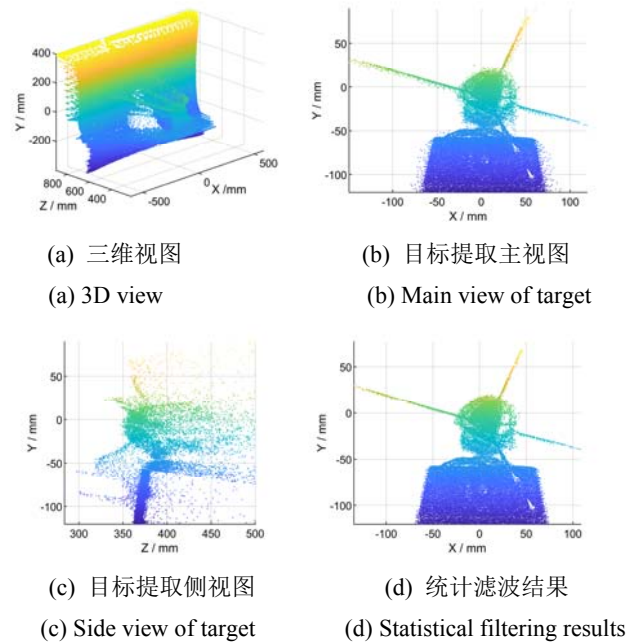 400
200
0
-200
Y / mm
800
600
400
Z / mm
-500
0
500
X /mm
50
0
-50
-100
Y / mm
-100
-50
0
50
100
X / mm
(a) 三维视图
(b) 目标提取主视图
(a) 3D view
(b) Main view of target
50
0
-50
-100
Y / mm
300
350
400
450
500
Z / mm
50
0
-50
-100
Y / mm
-100
-50
0
50
100
X / mm
(c) 目标提取侧视图
(d) 统计滤波结果
(c) Side view of target
(d) Statistical filtering results